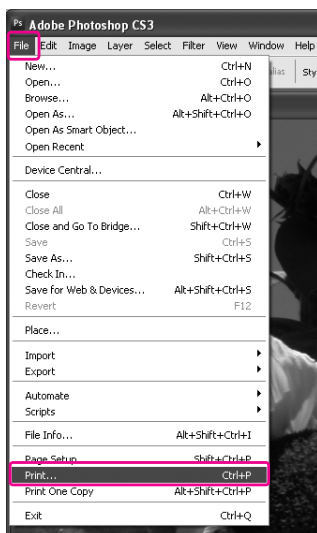 Ps Adobe Photoshop CS3
File Edit Image Layer Select Filter View Window Help
New... Ctrl+N
Open... Ctrl+O
Browse... Alt+Ctrl+O
Open As... Alt+Shift+Ctrl+O
Open As Smart Object...
Open Recent
Device Central...
Close Ctrl+W
Close All Alt+Ctrl+W
Close and Go To Bridge... Shift+Ctrl+W
Save Ctrl+S
Save As... Shift+Ctrl+S
Check In...
Save for Web & Devices... Alt+Shift+Ctrl+S
Revert F12
Place...
Import
Export
Automate
Scripts
File Info... Alt+Shift+Ctrl+I
Page Setup... Shift+Ctrl+P
Print... Ctrl+P
Print One Copy Alt+Shift+Ctrl+P
Exit Ctrl+Q